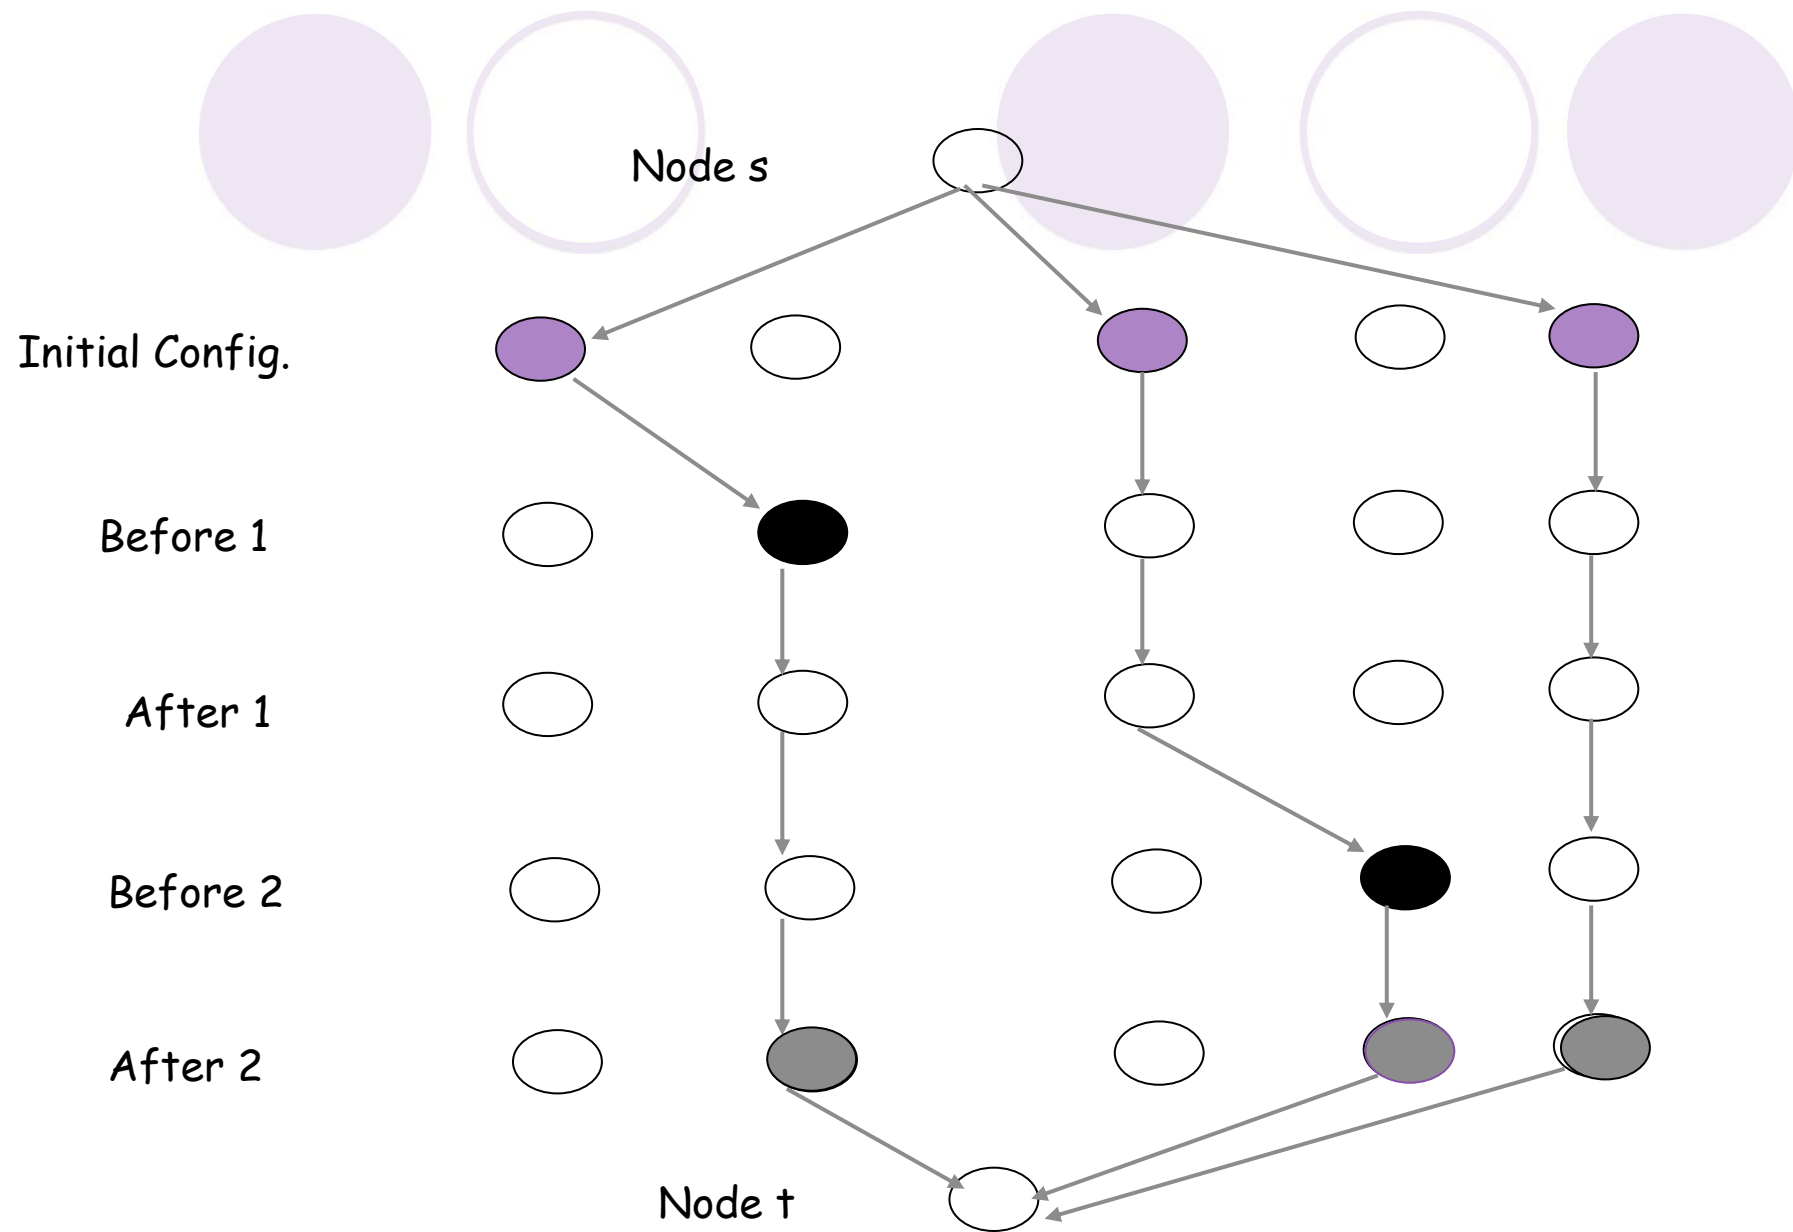 Node s
Initial Config.
Before 1
After 1
Before 2
After 2
Node t